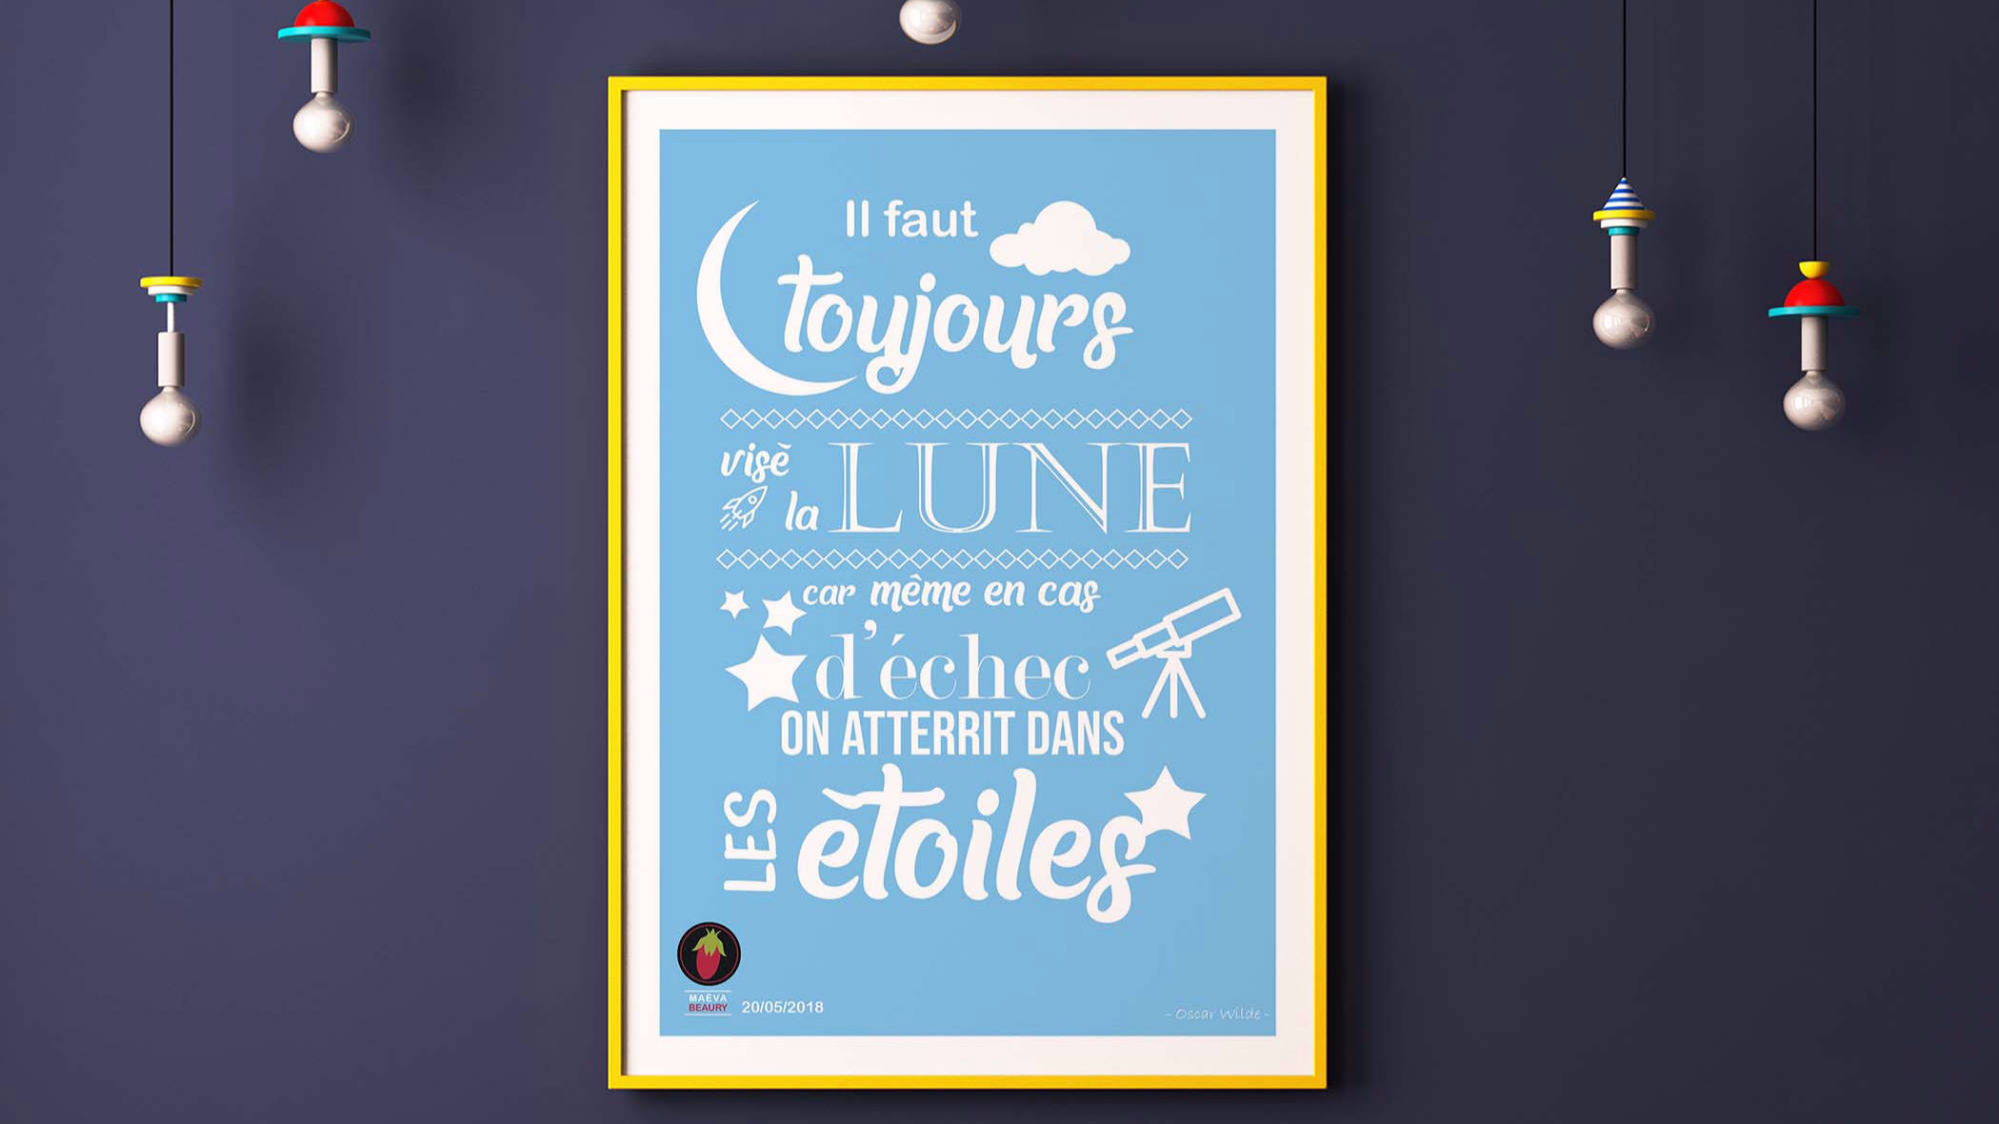 Il faut
toujours
visè
la LUNE
car même en cas
d'échec
ON ATTERRIT DANS
LES etoiles
MAËVA
BEAURY 20/05/2018
- Oscar Wilde -